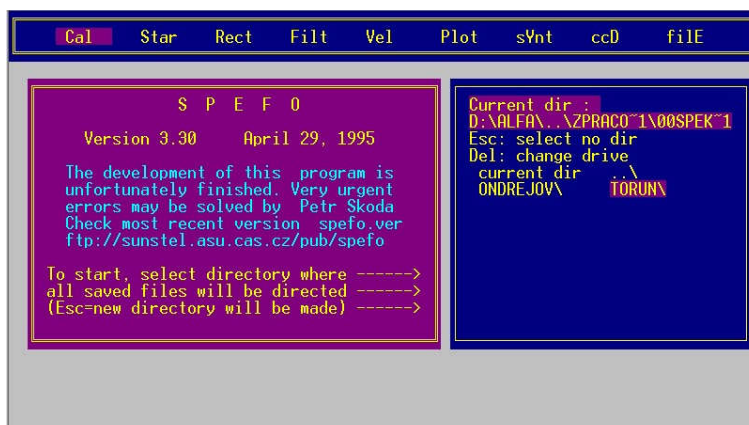 Cal Star Rect Filt Vel Plot sYnt ccD filE
S P E F O
Version 3.30 April 29, 1995
The development of this program is
unfortunately finished. Very urgent
errors may be solved by Petr Skoda
Check most recent version spefo.ver
ftp://sunstel.asu.cas.cz/pub/spefo
To start, select directory where ------>
all saved files will be directed ------>
(Esc=new directory will be made) ------>
Current dir :
D:\ALFA\..\ZPRACO~1\00SPEK~1
Esc: select no dir
Del: change drive
current dir ..\
ONDREJOV\ TORUN\